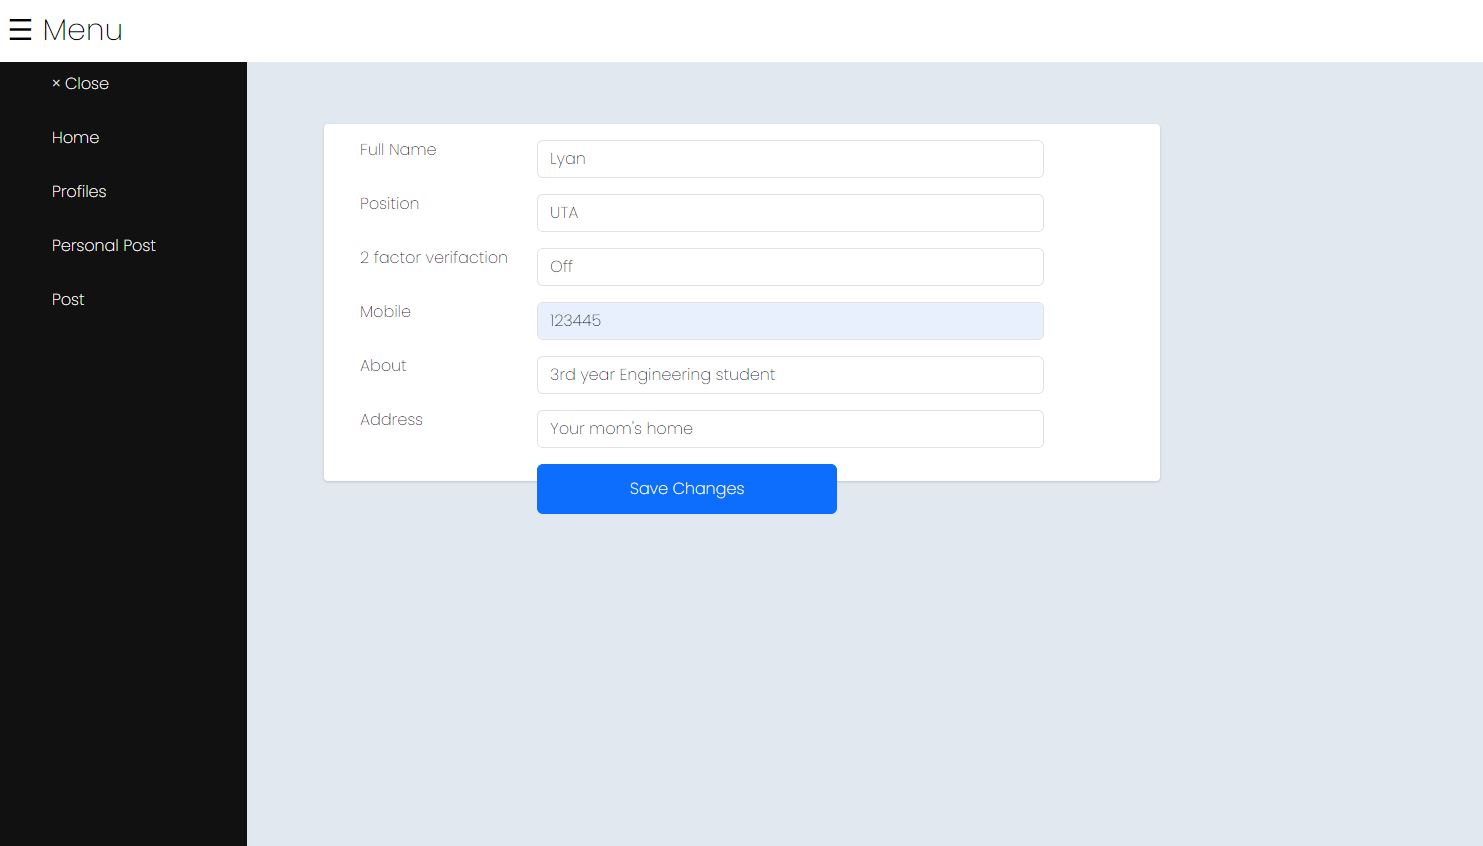 ☰ Menu
× Close
Home
Profiles
Personal Post
Post
Full Name Lyan
Position UTA
2 factor verifaction Off
Mobile 123445
About 3rd year Engineering student
Address Your mom's home
Save Changes